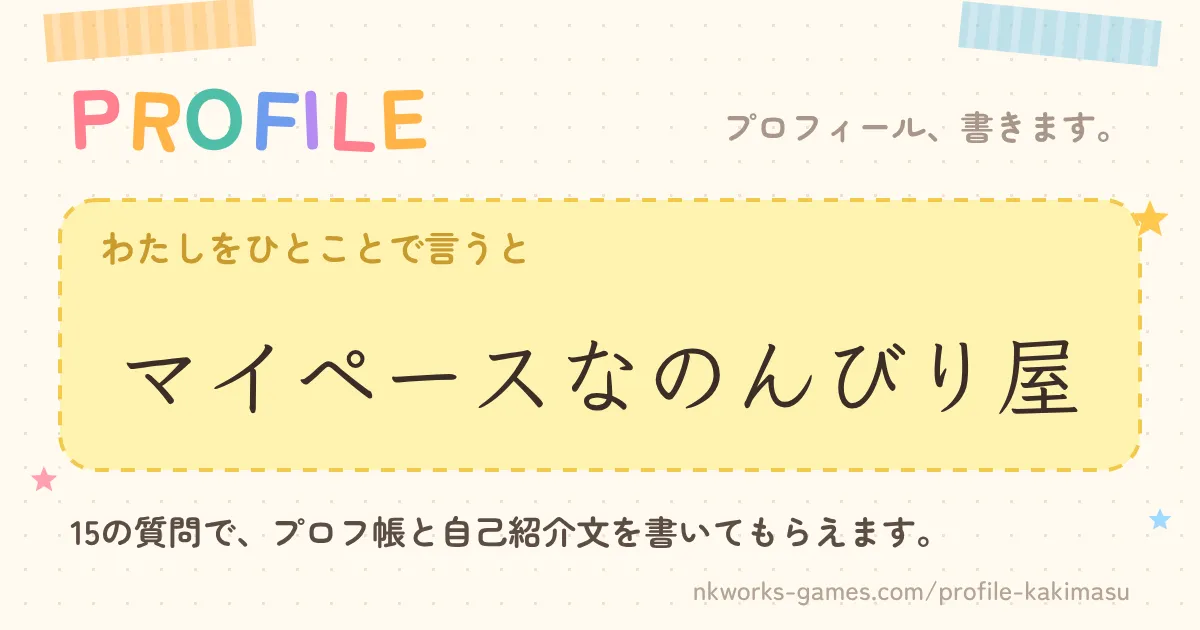 PROFILE
プロフィール、書きます。
わたしをひとことで言うと
マイペースなのんびり屋
15の質問で、プロフ帳と自己紹介文を書いてもらえます。
nkworks-games.com/profile-kakimasu